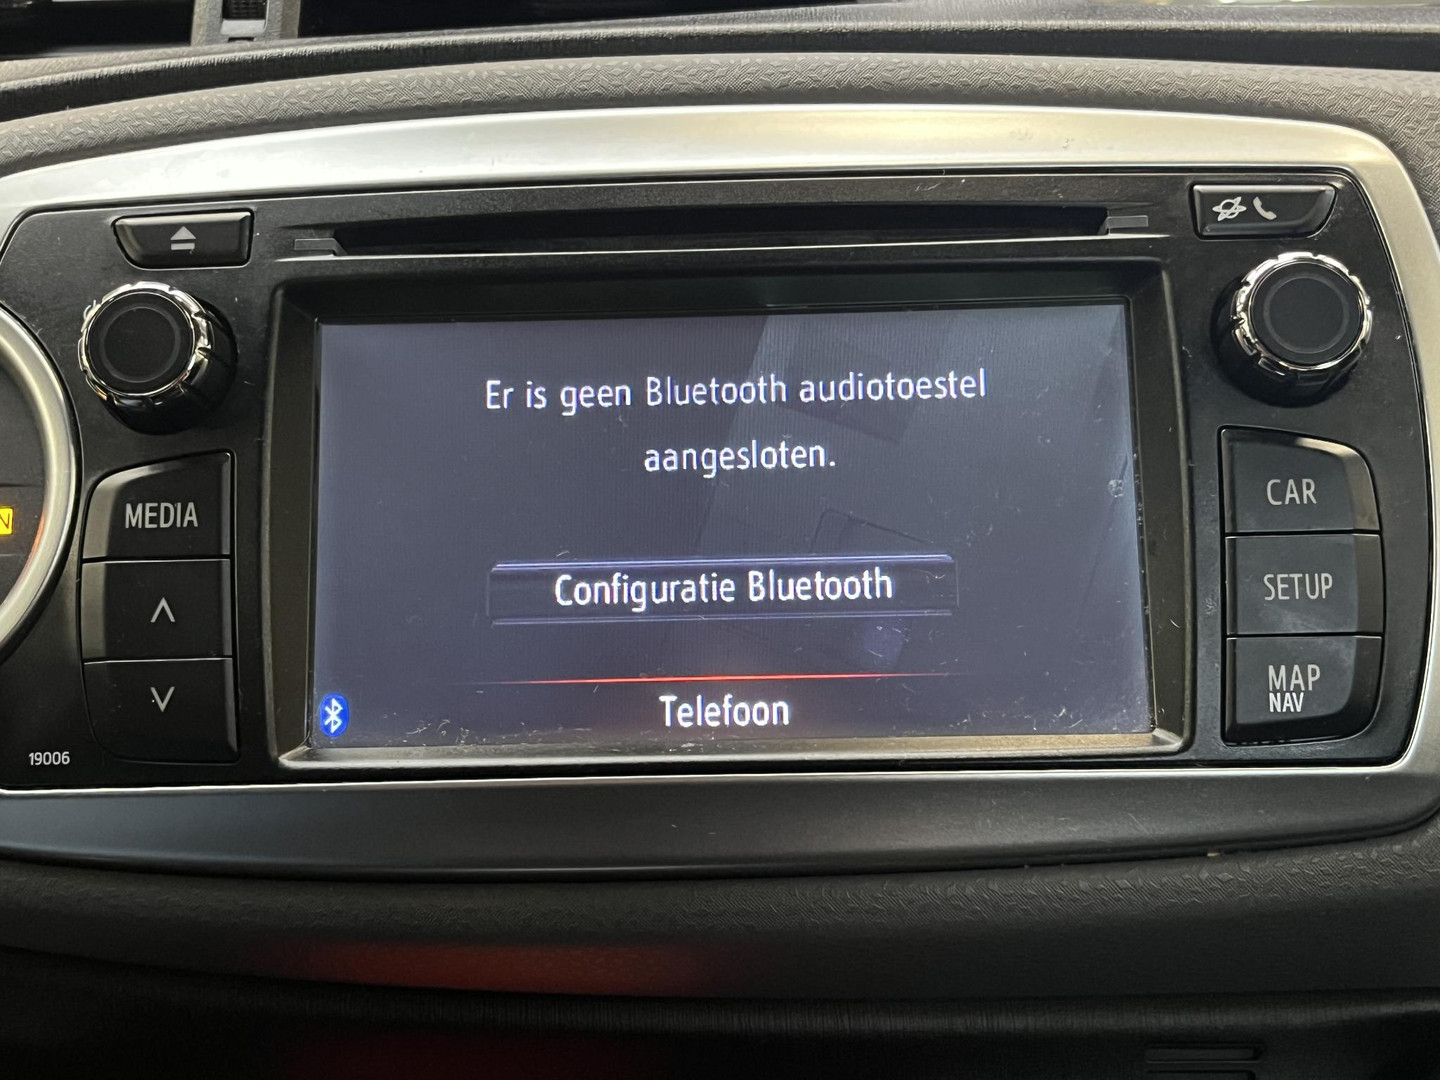 Er is geen Bluetooth audiotoestel
aangesloten.
Configuratie Bluetooth
Telefoon
MEDIA
19006
CAR
SETUP
MAP
NAV
N